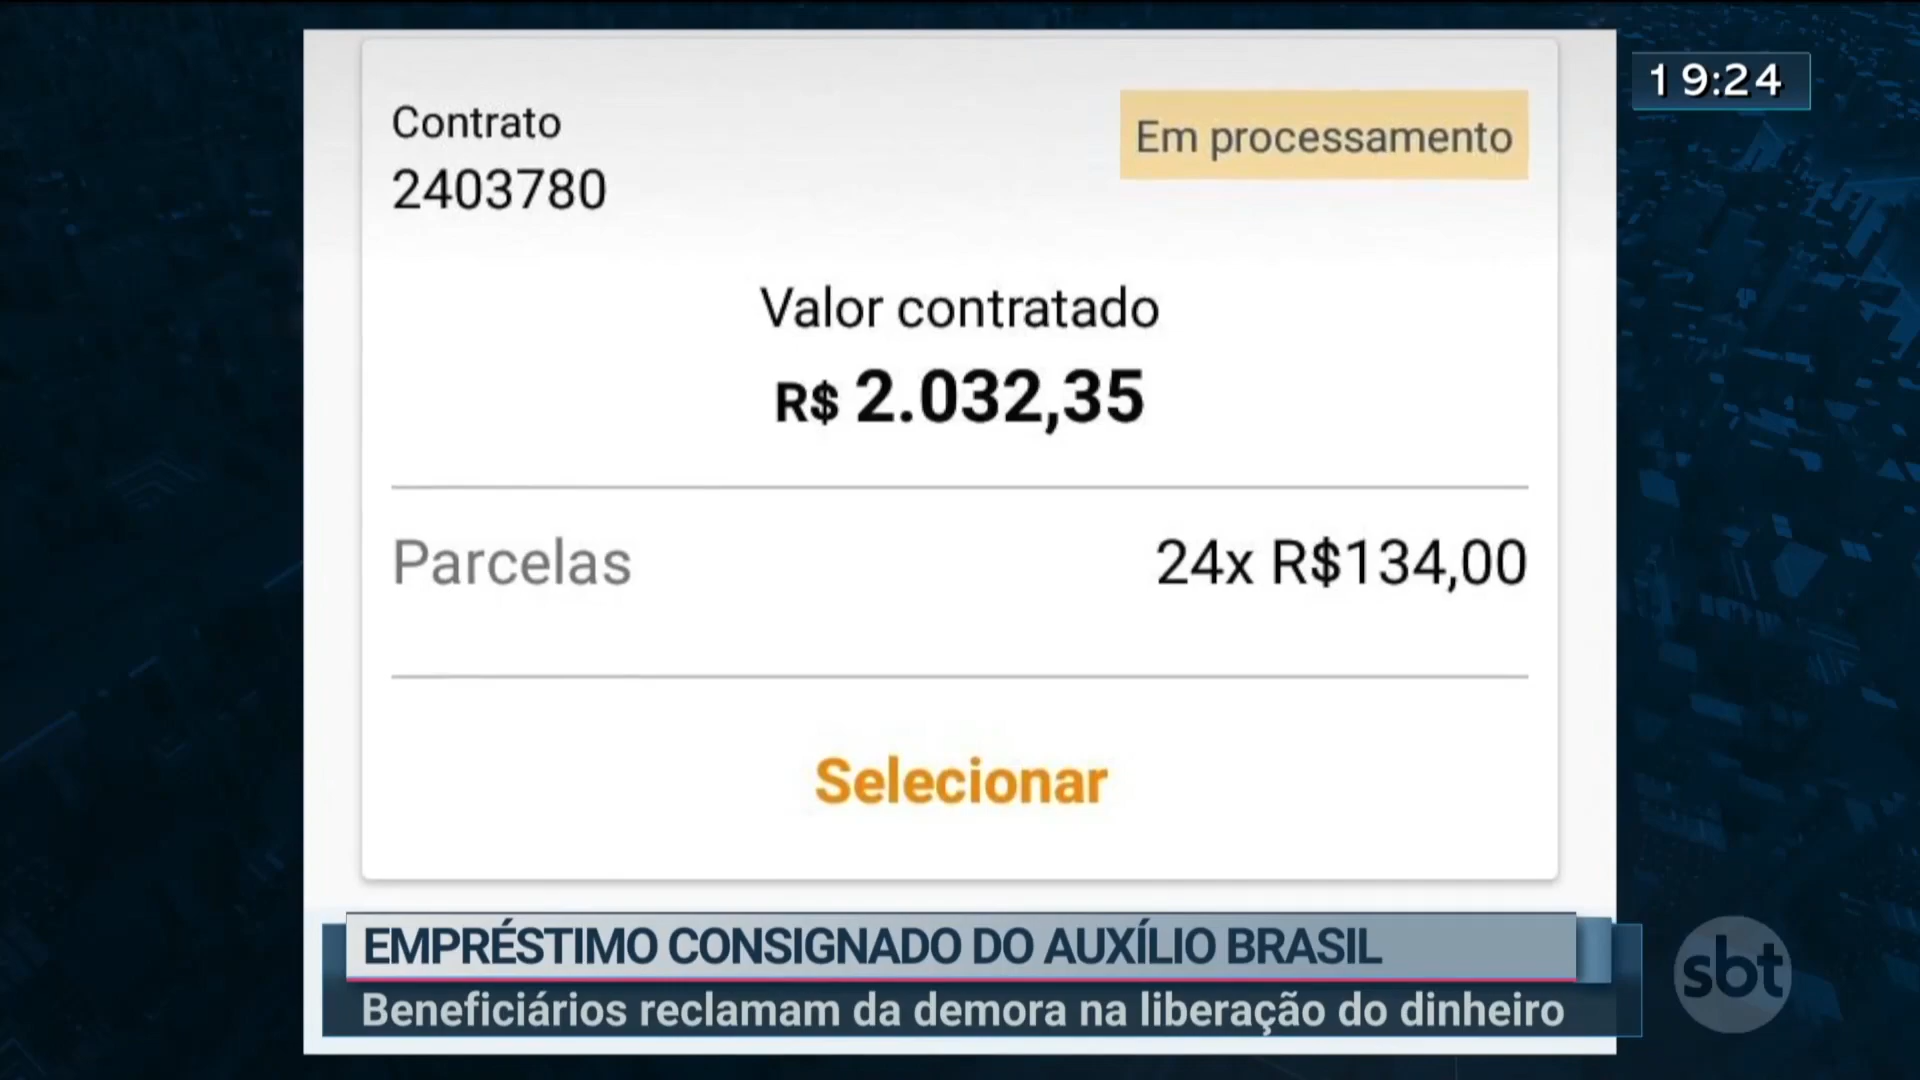 19:24
Contrato
Em processamento
2403780
Valor contratado
R$ 2.032,35
Parcelas 24x R$134,00
Selecionar
EMPRÉSTIMO CONSIGNADO DO AUXÍLIO BRASIL
Beneficiários reclamam da demora na liberação do dinheiro
sbt